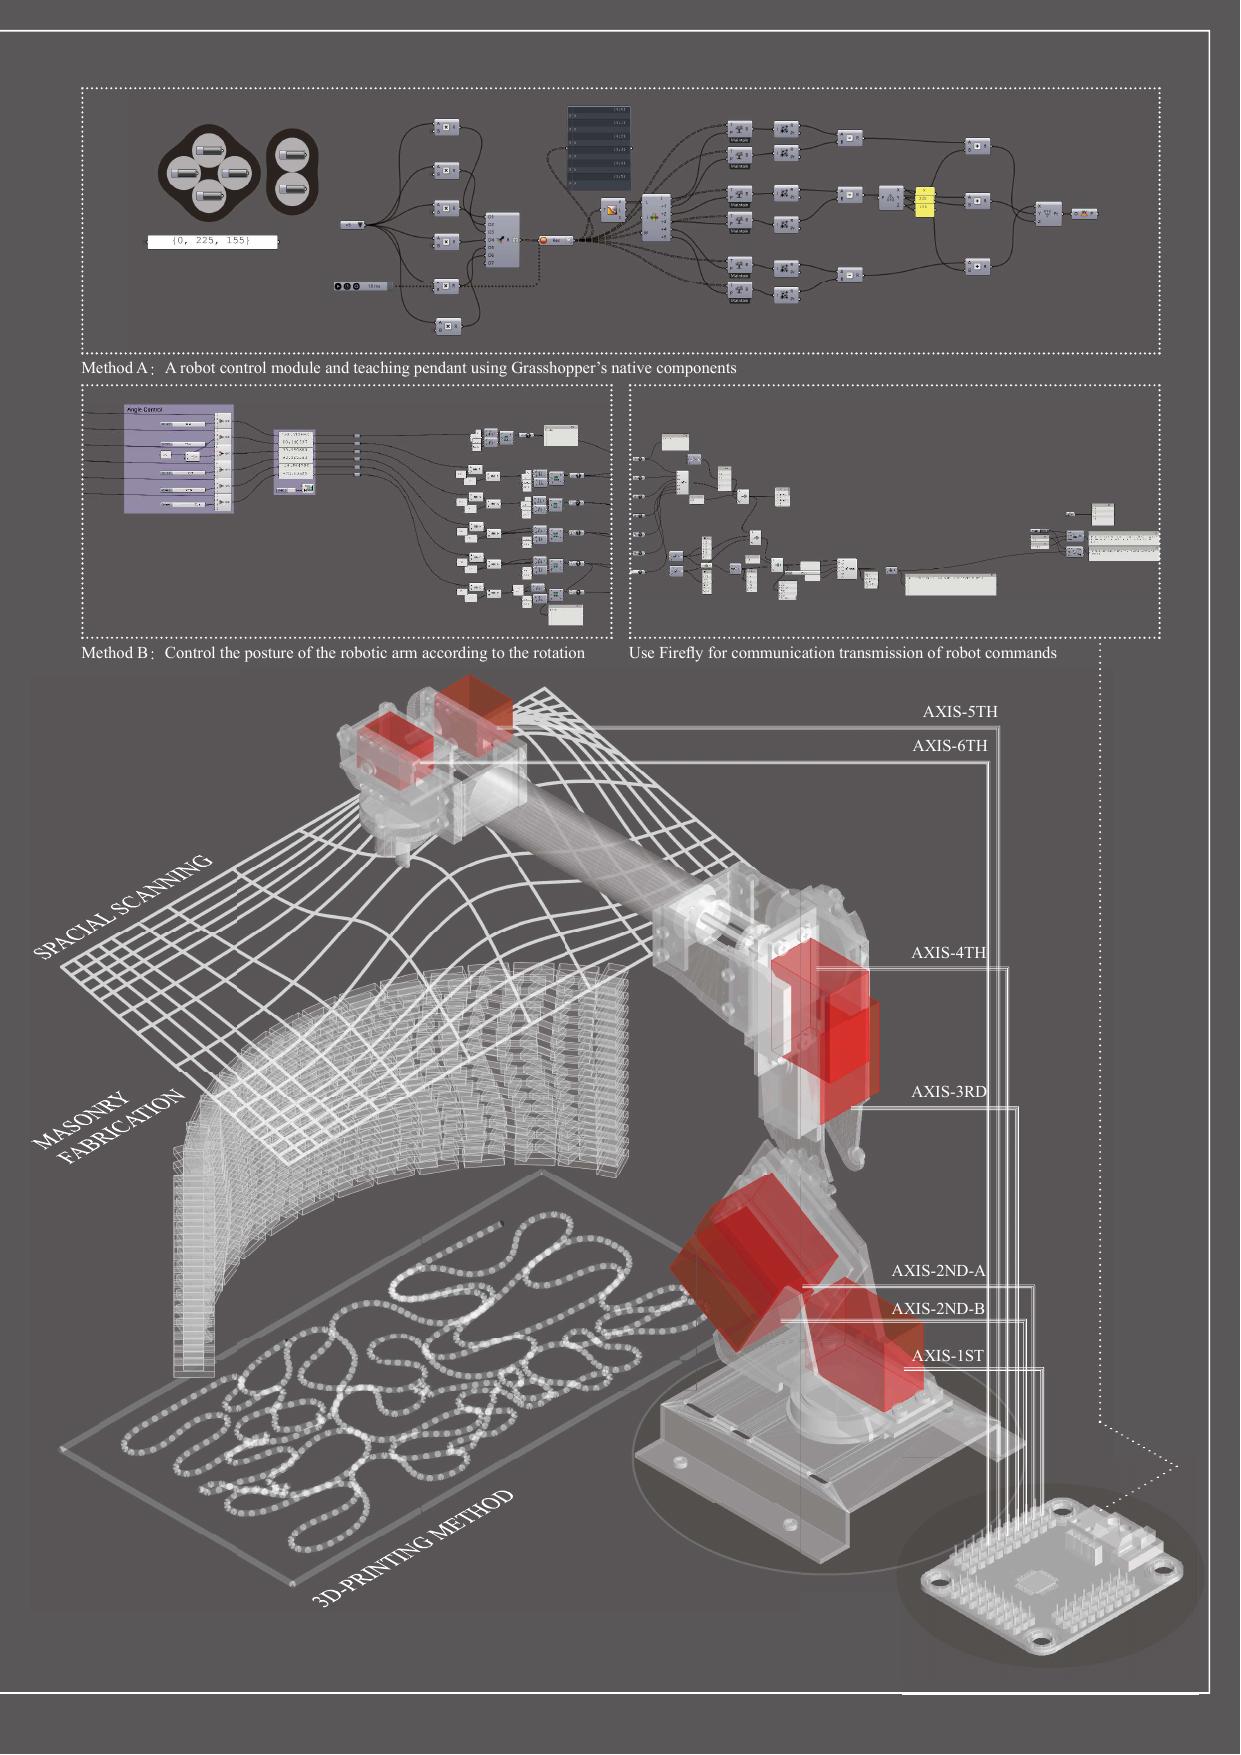 {0, 225, 155}
Method A：A robot control module and teaching pendant using Grasshopper’s native components
Angle Control
Method B：Control the posture of the robotic arm according to the rotation
Use Firefly for communication transmission of robot commands
AXIS-5TH
AXIS-6TH
SPACIAL SCANNING
AXIS-4TH
MASONRY
FABRICATION
AXIS-3RD
AXIS-2ND-A
AXIS-2ND-B
AXIS-1ST
3D-PRINTING METHOD